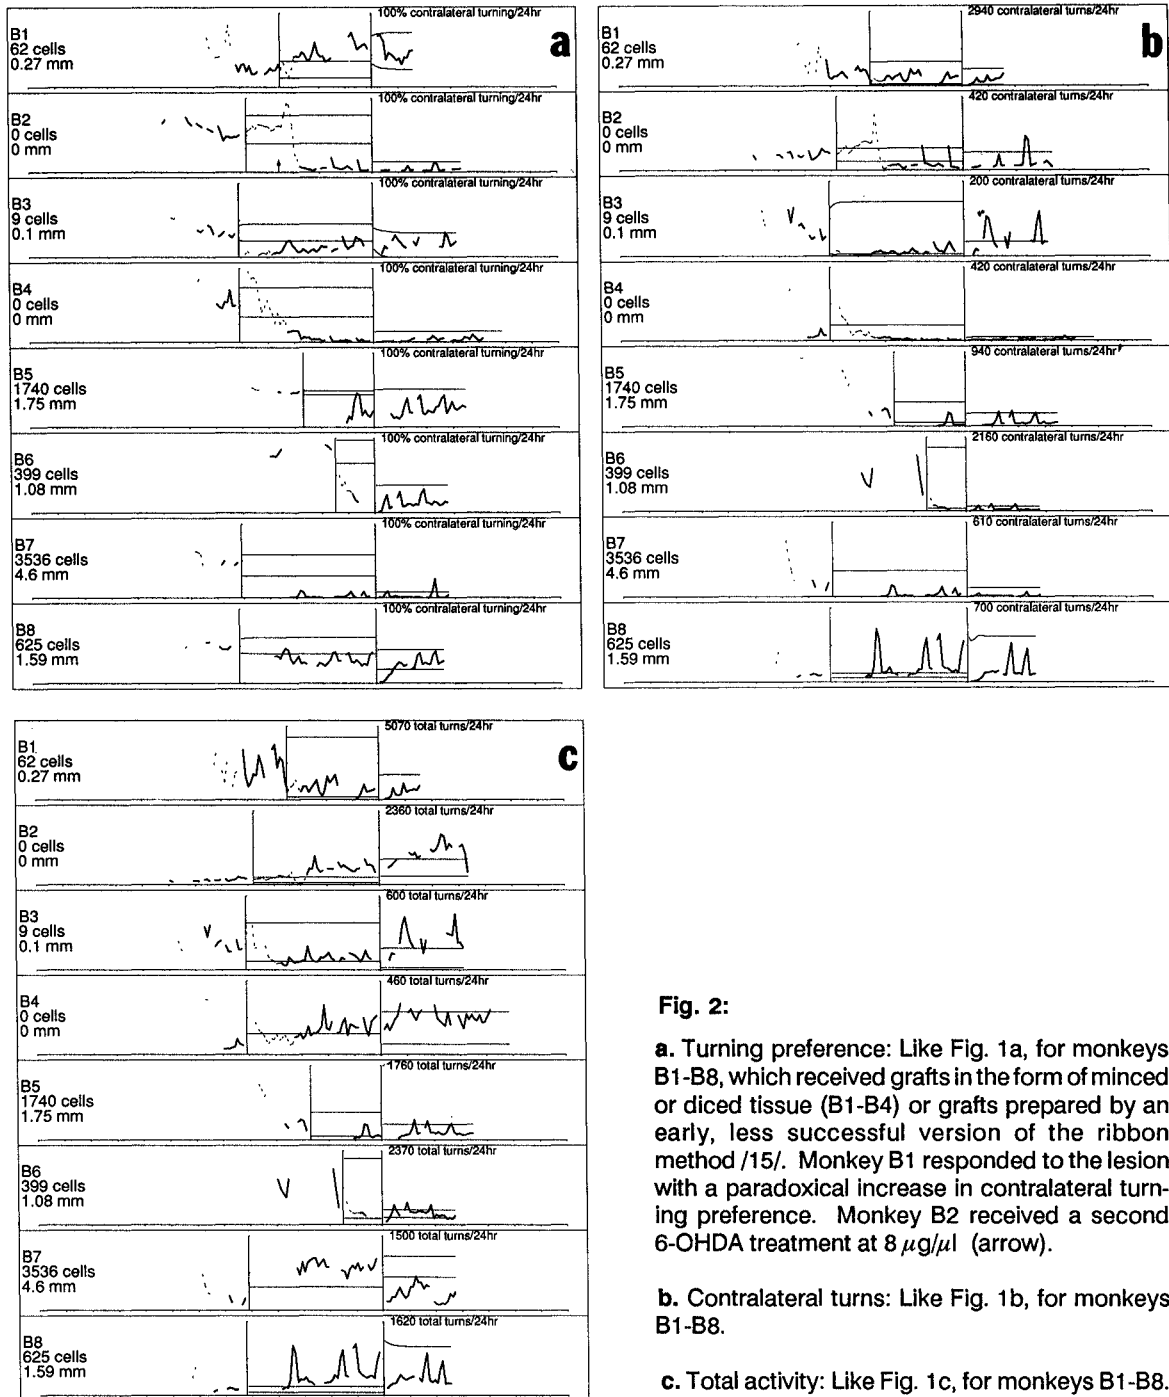 100% contralateral turning/24hr
a
B1
62 cells
0.27 mm
100% contralateral turning/24hr
B2
0 cells
0 mm
100% contralateral turning/24hr
B3
9 cells
0.1 mm
100% contralateral turning/24hr
B4
0 cells
0 mm
100% contralateral turning/24hr
B5
1740 cells
1.75 mm
100% contralateral turning/24hr
B6
399 cells
1.08 mm
100% contralateral turning/24hr
B7
3536 cells
4.6 mm
100% contralateral turning/24hr
B8
625 cells
1.59 mm
2940 contralateral turns/24hr
b
B1
62 cells
0.27 mm
420 contralateral turns/24hr
B2
0 cells
0 mm
200 contralateral turns/24hr
B3
9 cells
0.1 mm
420 contralateral turns/24hr
B4
0 cells
0 mm
940 contralateral turns/24hr
B5
1740 cells
1.75 mm
2160 contralateral turns/24hr
B6
399 cells
1.08 mm
610 contralateral turns/24hr
B7
3536 cells
4.6 mm
700 contralateral turns/24hr
B8
625 cells
1.59 mm
5070 total turns/24hr
c
B1
62 cells
0.27 mm
2360 total turns/24hr
B2
0 cells
0 mm
600 total turns/24hr
B3
9 cells
0.1 mm
460 total turns/24hr
B4
0 cells
0 mm
1760 total turns/24hr
B5
1740 cells
1.75 mm
2370 total turns/24hr
B6
399 cells
1.08 mm
1500 total turns/24hr
B7
3536 cells
4.6 mm
1620 total turns/24hr
B8
625 cells
1.59 mm
Fig. 2:
a. Turning preference: Like Fig. 1a, for monkeys
B1-B8, which received grafts in the form of minced
or diced tissue (B1-B4) or grafts prepared by an
early, less successful version of the ribbon
method /15/. Monkey B1 responded to the lesion
with a paradoxical increase in contralateral turn-
ing preference. Monkey B2 received a second
6-OHDA treatment at 8 μg/μl (arrow).
b. Contralateral turns: Like Fig. 1b, for monkeys
B1-B8.
c. Total activity: Like Fig. 1c, for monkeys B1-B8.